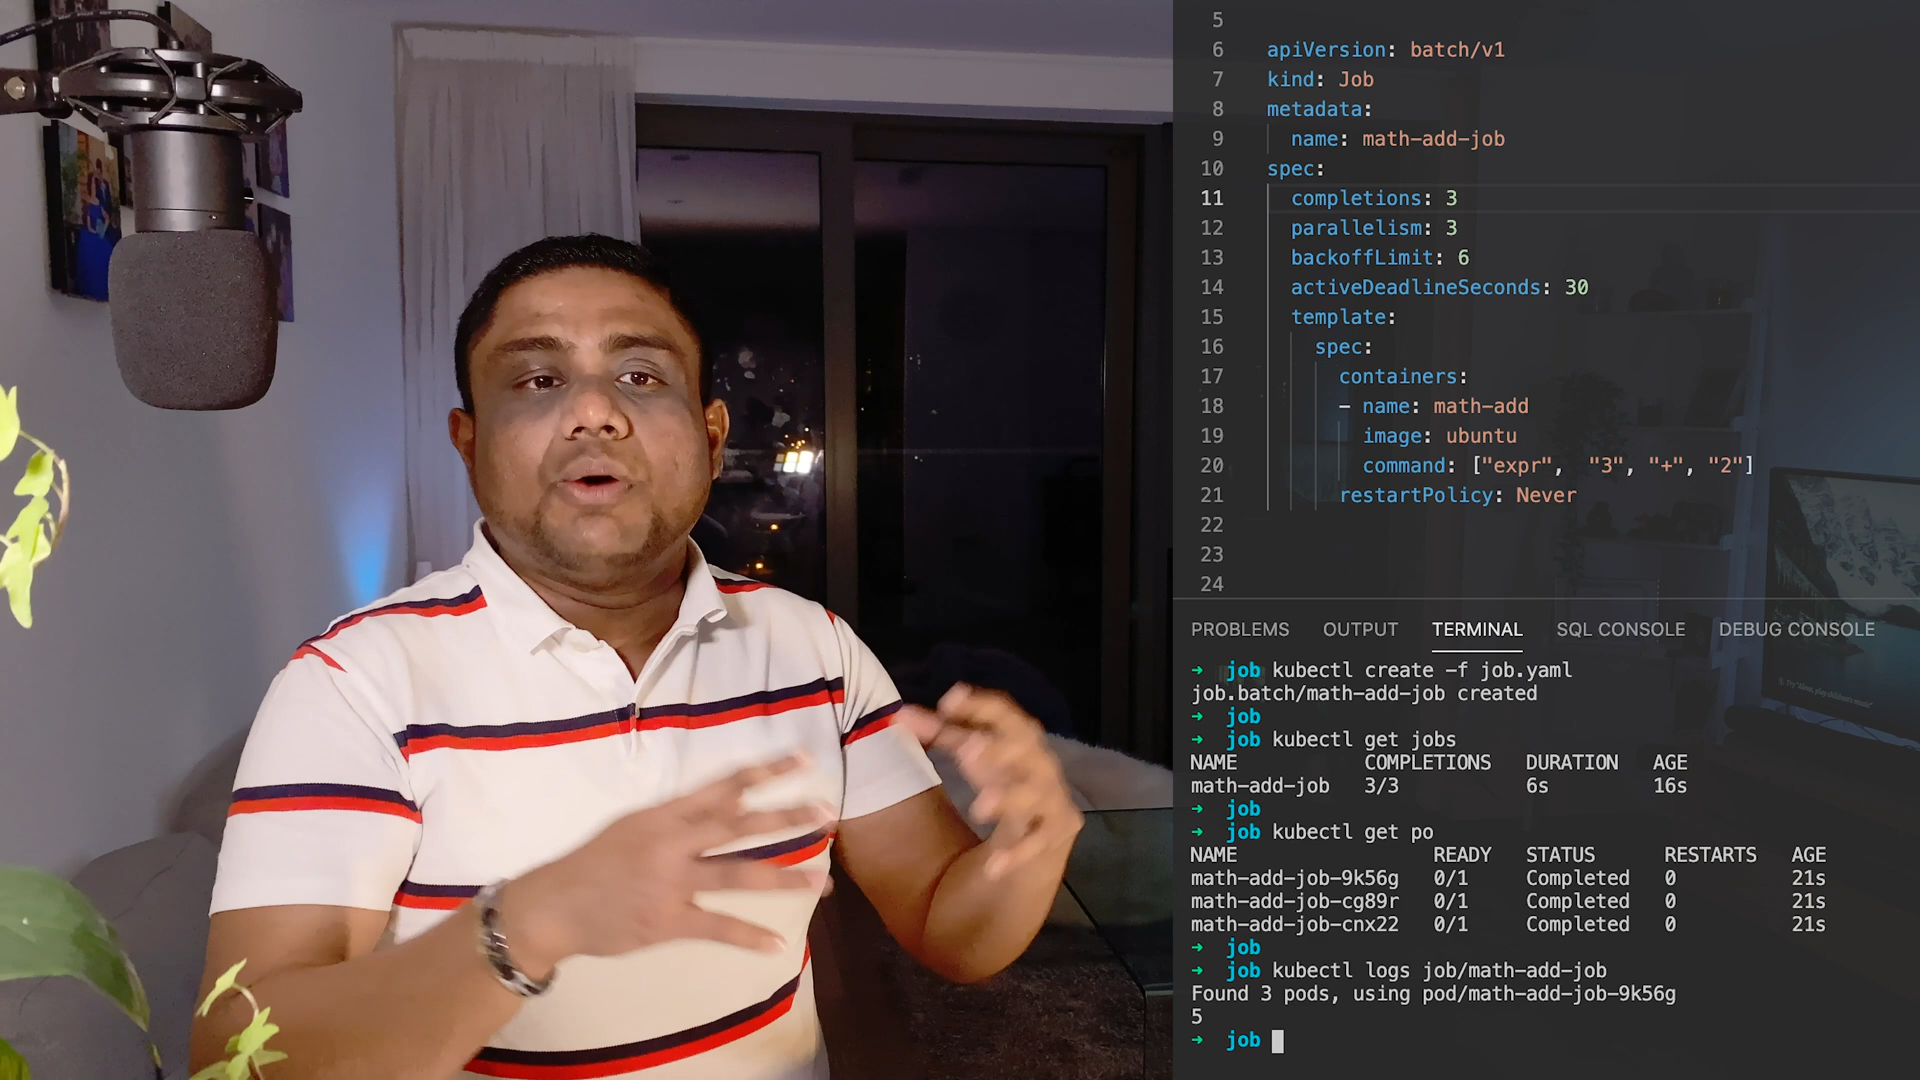 5
6 apiVersion: batch/v1
7 kind: Job
8 metadata:
9 name: math-add-job
10 spec:
11 completions: 3
12 parallelism: 3
13 backoffLimit: 6
14 activeDeadlineSeconds: 30
15 template:
16 spec:
17 containers:
18 - name: math-add
19 image: ubuntu
20 command: ["expr",  "3", "+", "2"]
21 restartPolicy: Never
22
23
24
PROBLEMS OUTPUT TERMINAL SQL CONSOLE DEBUG CONSOLE
➜ job kubectl create -f job.yaml
job.batch/math-add-job created
➜ job
➜ job kubectl get jobs
NAME COMPLETIONS DURATION AGE
math-add-job 3/3 6s 16s
➜ job
➜ job kubectl get po
NAME READY STATUS RESTARTS AGE
math-add-job-9k56g 0/1 Completed 0 21s
math-add-job-cg89r 0/1 Completed 0 21s
math-add-job-cnx22 0/1 Completed 0 21s
➜ job
➜ job kubectl logs job/math-add-job
Found 3 pods, using pod/math-add-job-9k56g
5
➜ job